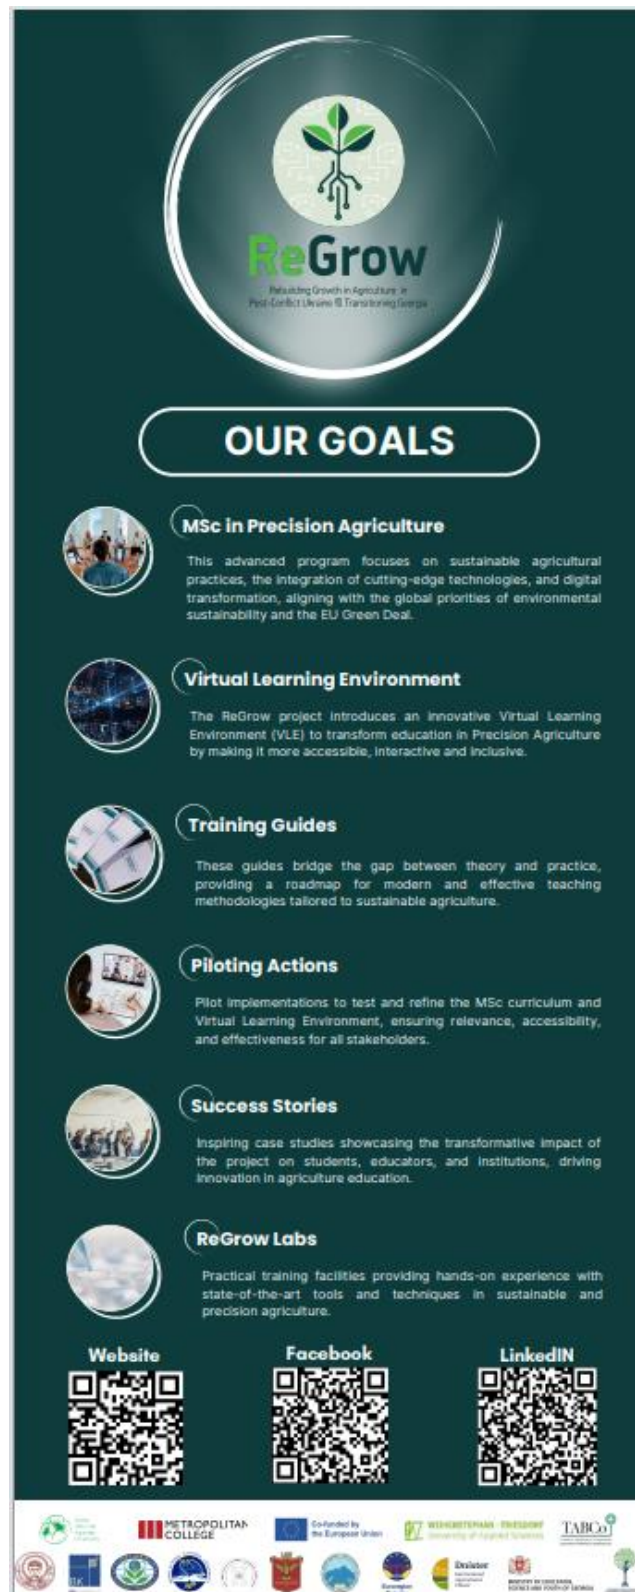 ReGrow
Rebuilding Growth in Agriculture in
Post-Conflict Ukraine & Transitioning Georgia
OUR GOALS
MSc in Precision Agriculture
This advanced program focuses on sustainable agricultural
practices, the integration of cutting-edge technologies, and digital
transformation, aligning with the global priorities of environmental
sustainability and the EU Green Deal.
Virtual Learning Environment
The ReGrow project introduces an innovative Virtual Learning
Environment (VLE) to transform education in Precision Agriculture
by making it more accessible, interactive and inclusive.
Training Guides
These guides bridge the gap between theory and practice,
providing a roadmap for modern and effective teaching
methodologies tailored to sustainable agriculture.
Piloting Actions
Pilot implementations to test and refine the MSc curriculum and
Virtual Learning Environment, ensuring relevance, accessibility,
and effectiveness for all stakeholders.
Success Stories
Inspiring case studies showcasing the transformative impact of
the project on students, educators, and institutions, driving
innovation in agriculture education.
ReGrow Labs
Practical training facilities providing hands-on experience with
state-of-the-art tools and techniques in sustainable and
precision agriculture.
Website
Facebook
LinkedIN
METROPOLITAN
COLLEGE
Co-funded by
the European Union
WEIHENSTEPHAN · TRIESDORF
University of Applied Sciences
TABCo
Dnister